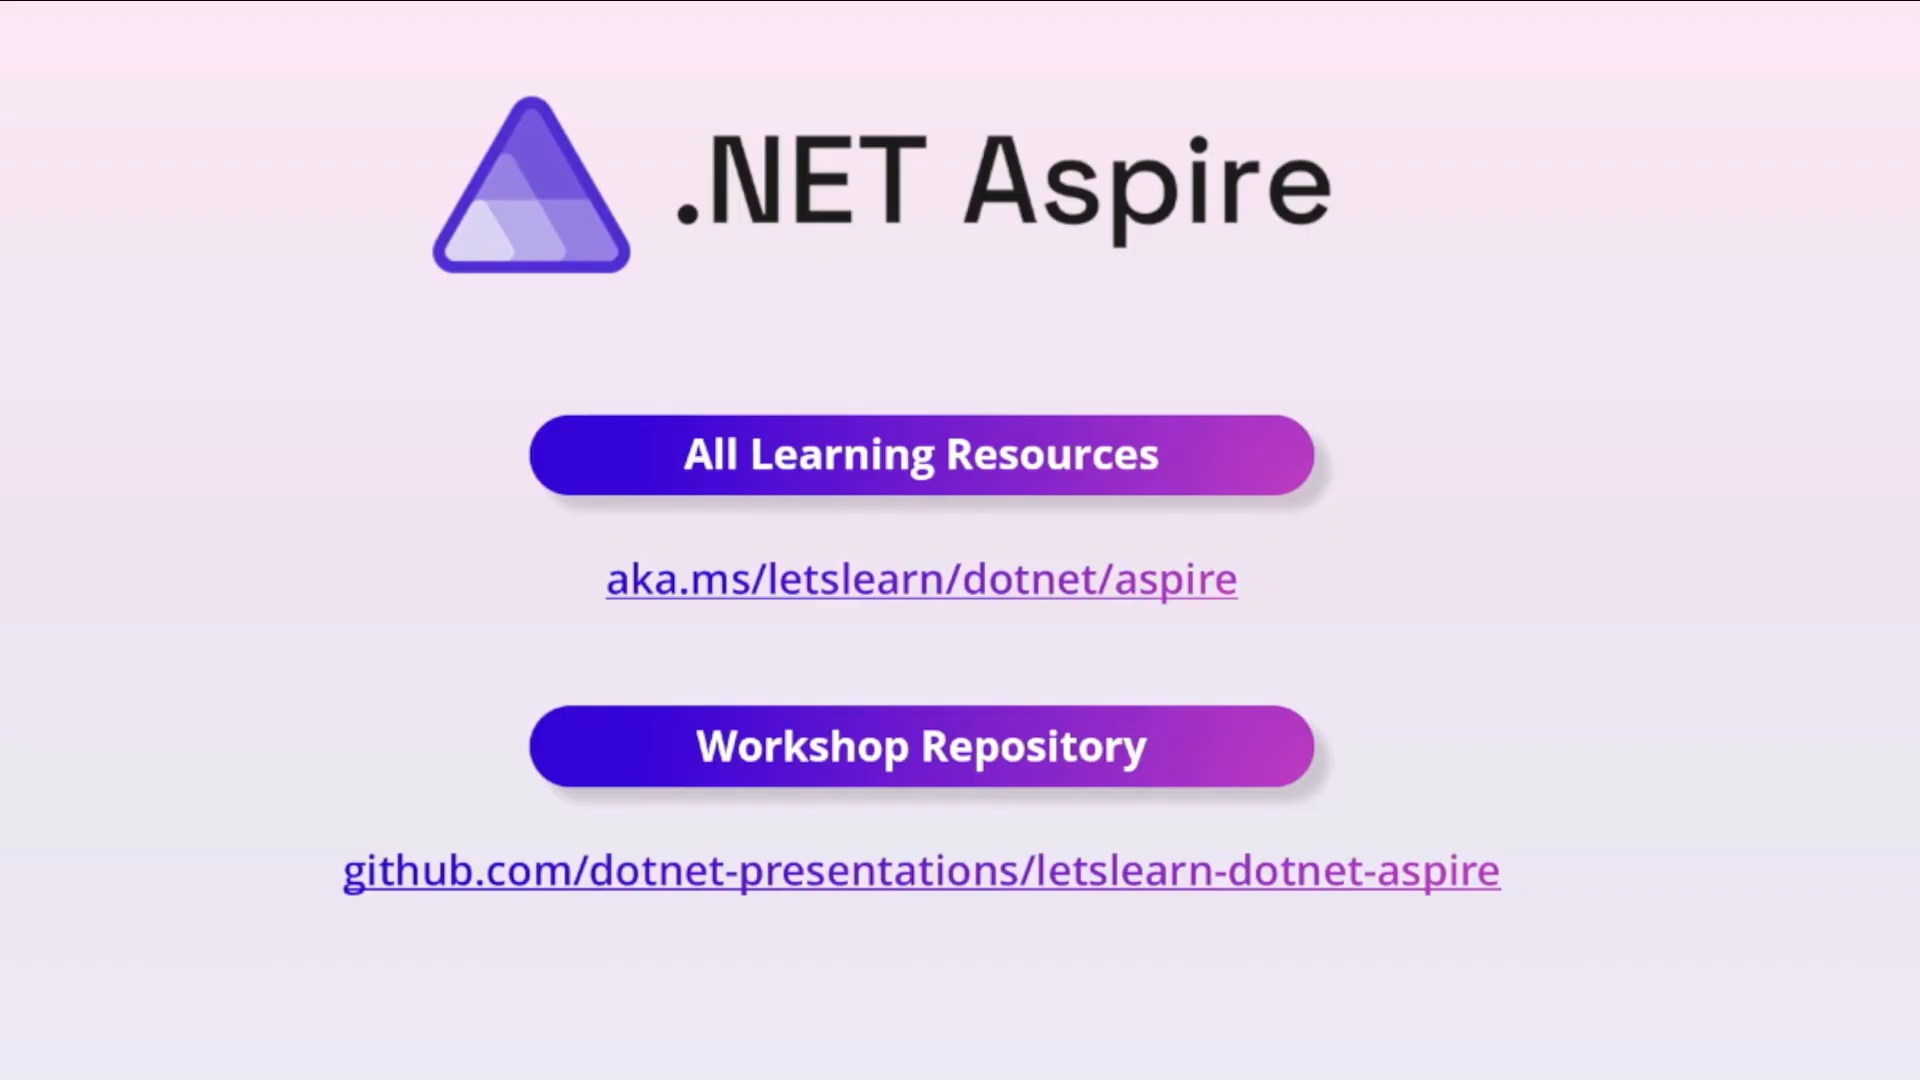 .NET Aspire
All Learning Resources
aka.ms/letslearn/dotnet/aspire
Workshop Repository
github.com/dotnet-presentations/letslearn-dotnet-aspire